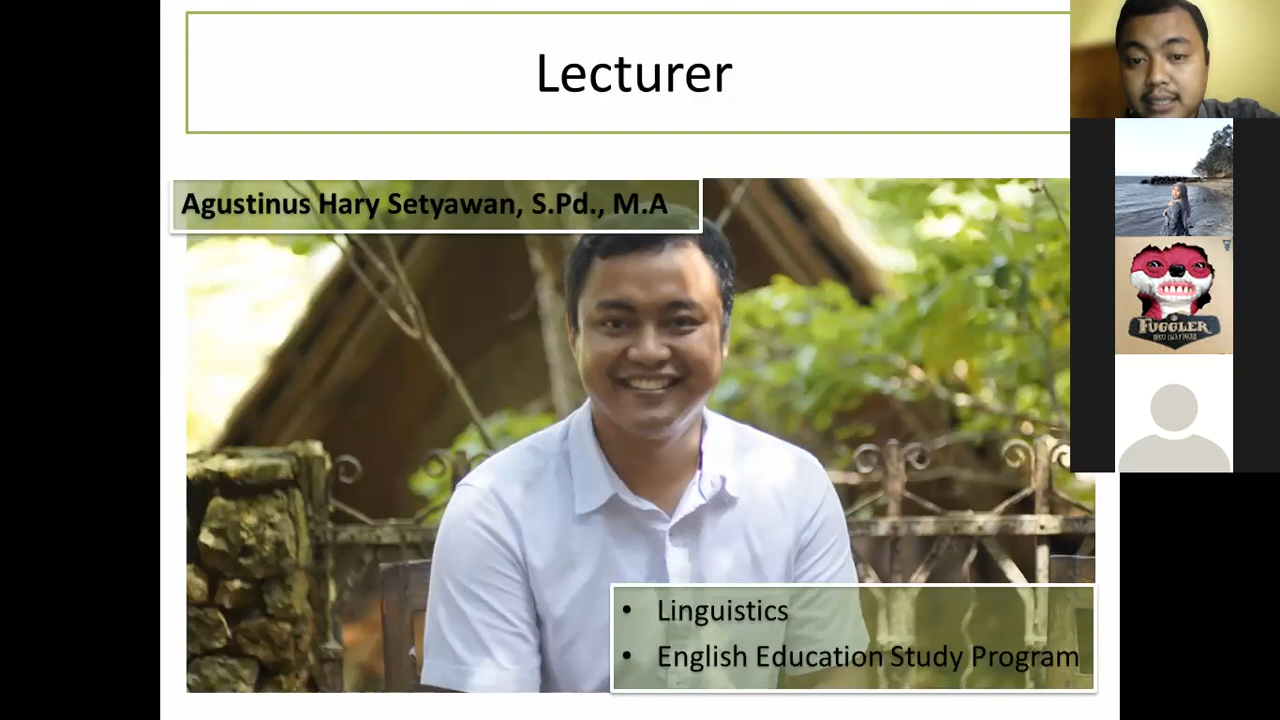 Lecturer
Agustinus Hary Setyawan, S.Pd., M.A
• Linguistics
• English Education Study Program
FUGGLER